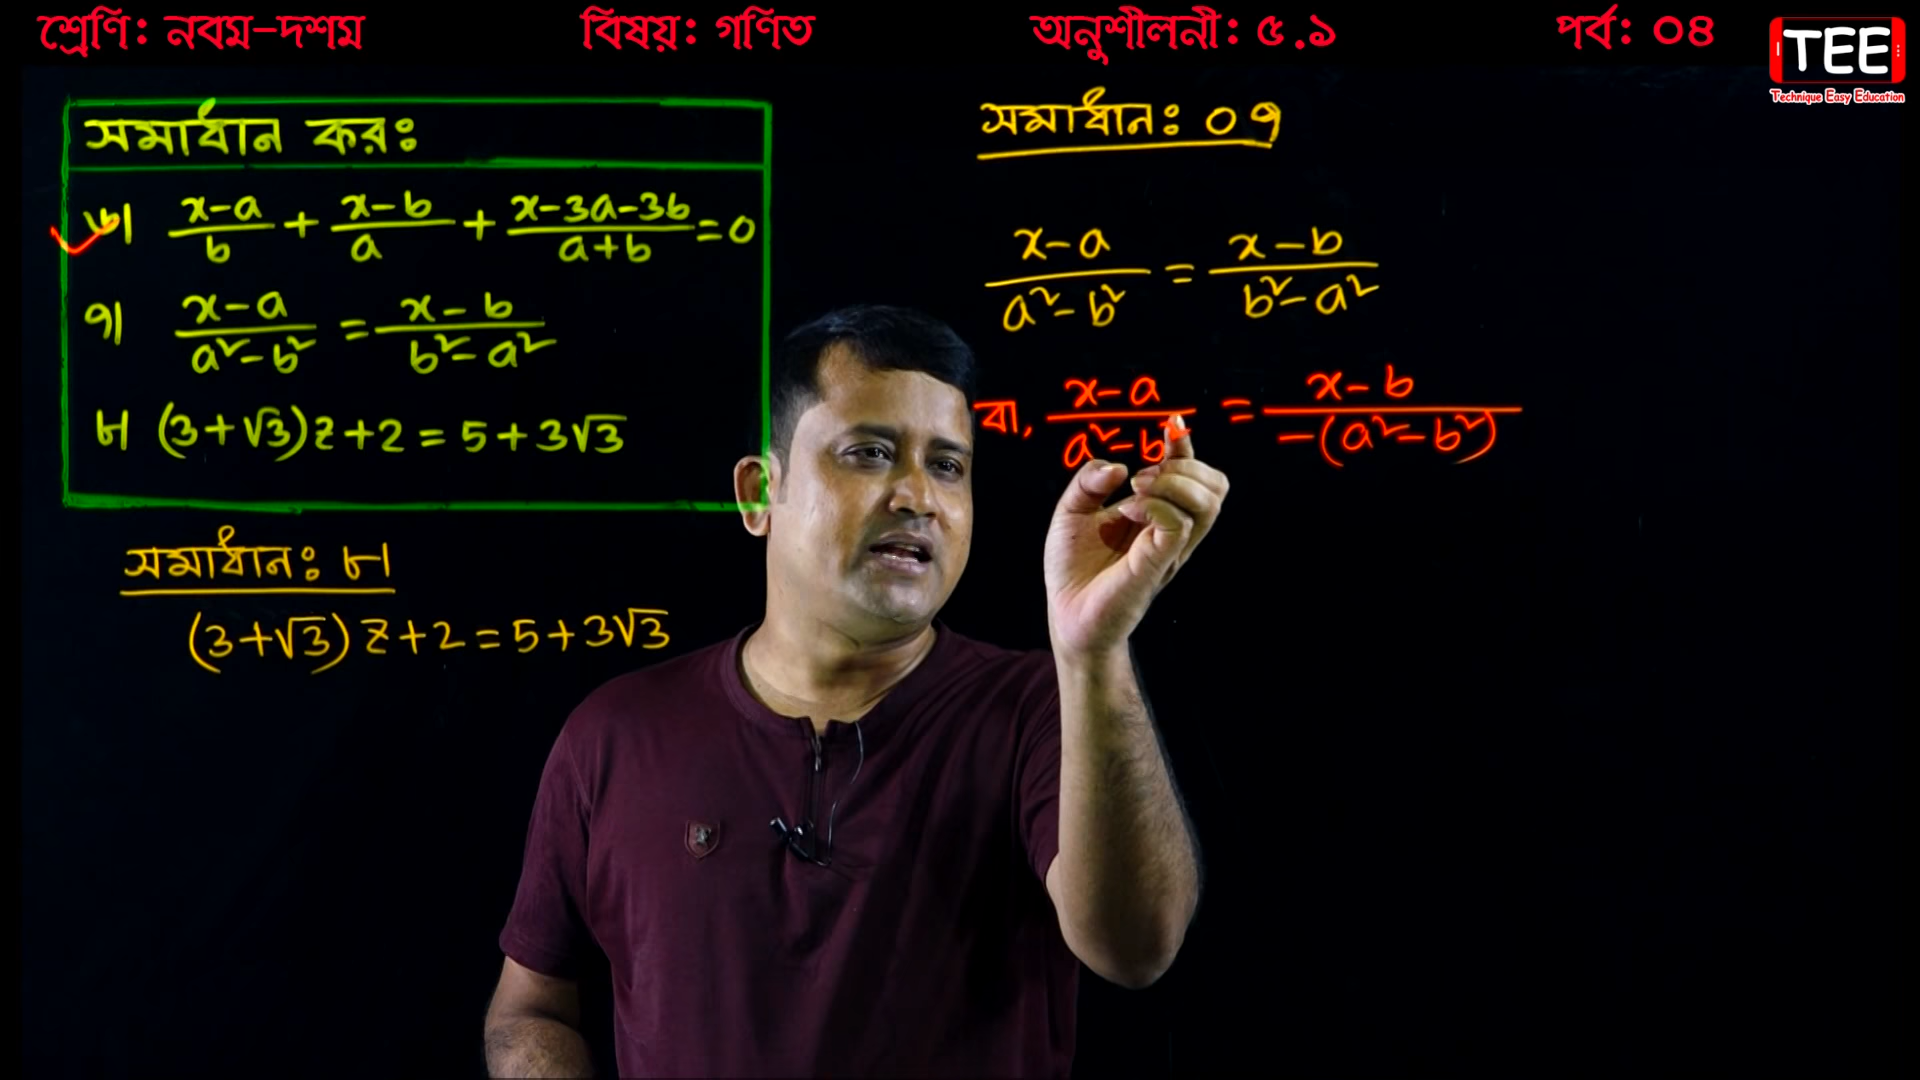 শ্রেণি: নবম-দশম বিষয়: গণিত অনুশীলনী: ৫.১ পর্ব: ০৪
TEE
Technique Easy Education
সমাধান কর:
৬। (x-a)/b + (x-b)/a + (x-3a-3b)/(a+b) = 0
৭। (x-a)/(a²-b²) = (x-b)/(b²-a²)
৮। (3+√3)z+2=5+3√3
সমাধান: ৮।
(3+√3)z+2=5+3√3
সমাধান: ০৭
(x-a)/(a²-b²) = (x-b)/(b²-a²)
বা, (x-a)/(a²-b²) = (x-b)/(-(a²-b²))